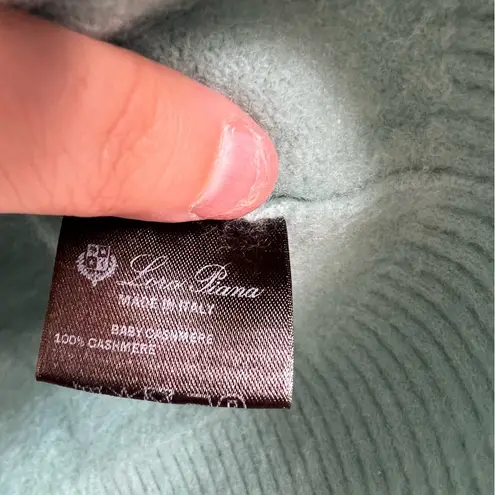 Loro Piana
MADE IN ITALY
BABY CASHMERE
100% CASHMERE